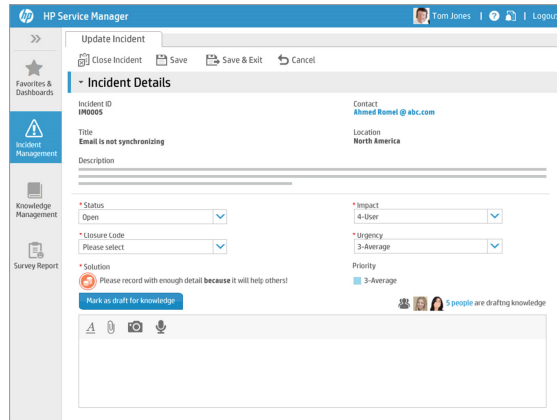 hp HP Service Manager
Tom Jones | ? | Logout
Update Incident
Close Incident Save Save & Exit Cancel
Favorites &
Dashboards
Incident Details
Incident ID
IM0005
Contact
Ahmed Romel @ abc.com
Title
Email is not synchronizing
Location
North America
Incident
Management
Description
Knowledge
Management
* Status
Open
* Impact
4-User
* Closure Code
Please select
* Urgency
3-Average
Survey Report
* Solution
Please record with enough detail because it will help others!
Priority
3-Average
Mark as draft for knowledge
5 people are draftng knowledge
A